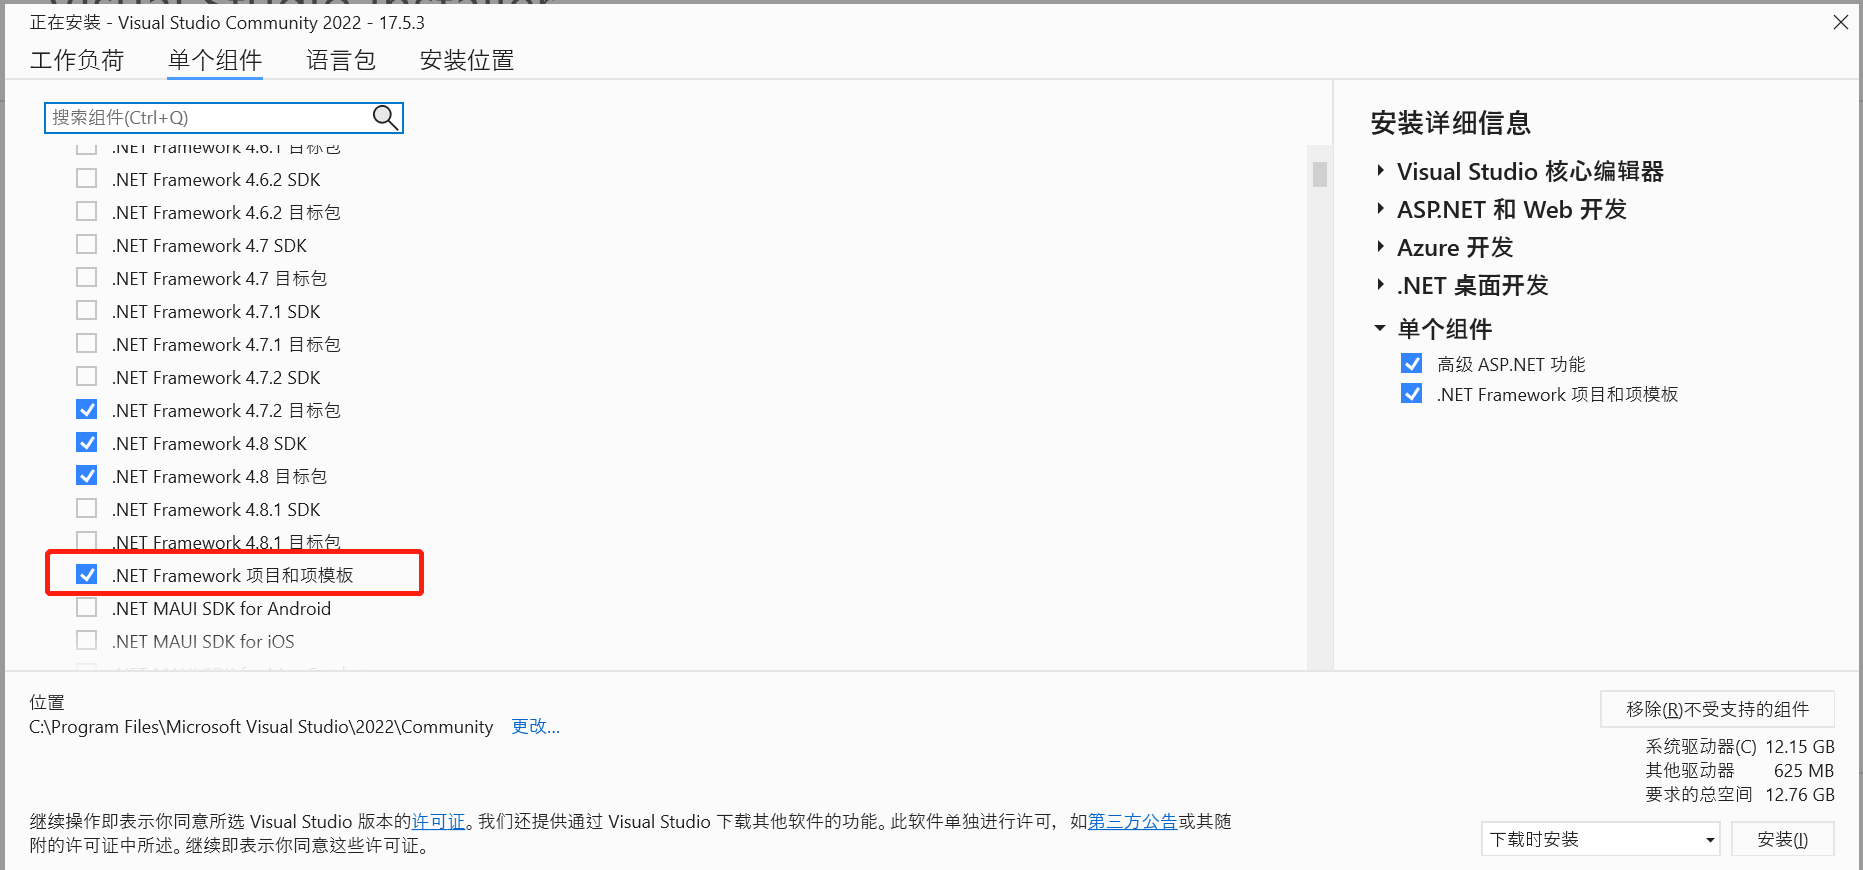 正在安装 - Visual Studio Community 2022 - 17.5.3
工作负荷 单个组件 语言包 安装位置
搜索组件(Ctrl+Q)
.NET Framework 4.6.1 目标包
.NET Framework 4.6.2 SDK
.NET Framework 4.6.2 目标包
.NET Framework 4.7 SDK
.NET Framework 4.7 目标包
.NET Framework 4.7.1 SDK
.NET Framework 4.7.1 目标包
.NET Framework 4.7.2 SDK
.NET Framework 4.7.2 目标包
.NET Framework 4.8 SDK
.NET Framework 4.8 目标包
.NET Framework 4.8.1 SDK
.NET Framework 4.8.1 目标包
.NET Framework 项目和项模板
.NET MAUI SDK for Android
.NET MAUI SDK for iOS
安装详细信息
Visual Studio 核心编辑器
ASP.NET 和 Web 开发
Azure 开发
.NET 桌面开发
单个组件
高级 ASP.NET 功能
.NET Framework 项目和项模板
位置
C:\Program Files\Microsoft Visual Studio\2022\Community 更改...
移除(R)不受支持的组件
系统驱动器(C) 12.15 GB
其他驱动器 625 MB
要求的总空间 12.76 GB
继续操作即表示你同意所选 Visual Studio 版本的许可证。我们还提供通过 Visual Studio 下载其他软件的功能。此软件单独进行许可，如第三方公告或其随
附的许可证中所述。继续即表示你同意这些许可证。
下载时安装 安装(I)